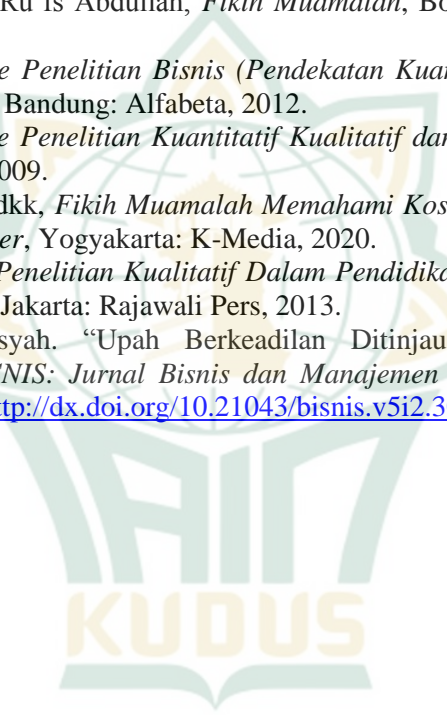 Ru'is Abdullah, Fikih Muamalah, Bo
e Penelitian Bisnis (Pendekatan Kuan
Bandung: Alfabeta, 2012.
e Penelitian Kuantitatif Kualitatif dan
009.
dkk, Fikih Muamalah Memahami Kos
er, Yogyakarta: K-Media, 2020.
Penelitian Kualitatif Dalam Pendidika
Jakarta: Rajawali Pers, 2013.
syah. “Upah Berkeadilan Ditinjau
NIS: Jurnal Bisnis dan Manajemen
ttp://dx.doi.org/10.21043/bisnis.v5i2.3
KUDUS